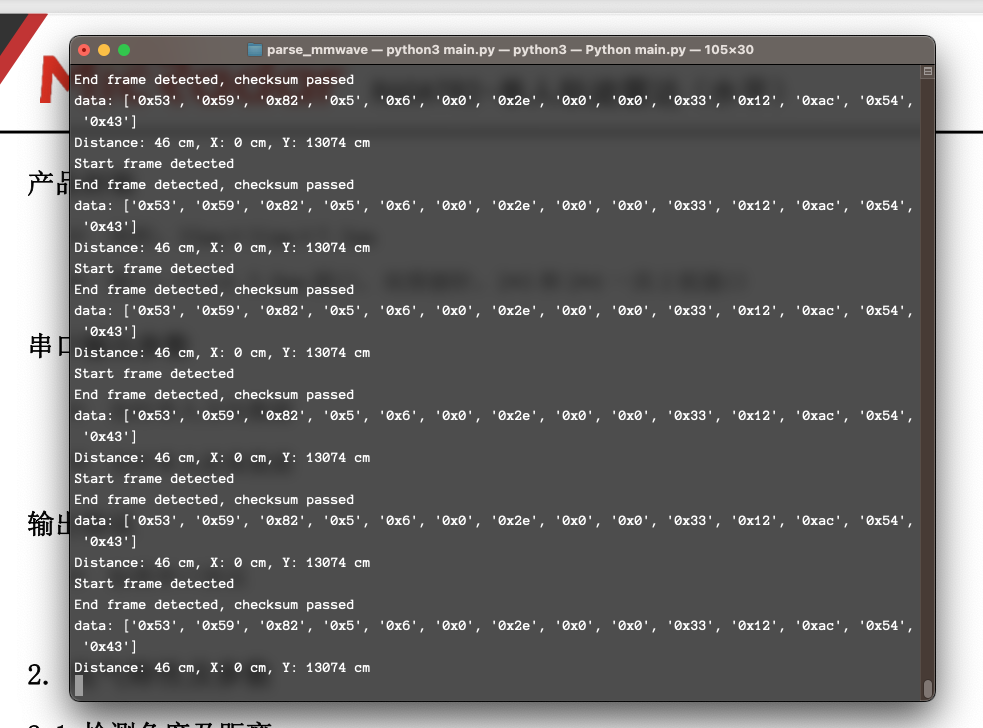 parse_mmwave — python3 main.py — python3 — Python main.py — 105×30
End frame detected, checksum passed
data: ['0x53', '0x59', '0x82', '0x5', '0x6', '0x0', '0x2e', '0x0', '0x0', '0x33', '0x12', '0xac', '0x54',
'0x43']
Distance: 46 cm, X: 0 cm, Y: 13074 cm
Start frame detected
End frame detected, checksum passed
data: ['0x53', '0x59', '0x82', '0x5', '0x6', '0x0', '0x2e', '0x0', '0x0', '0x33', '0x12', '0xac', '0x54',
'0x43']
Distance: 46 cm, X: 0 cm, Y: 13074 cm
Start frame detected
End frame detected, checksum passed
data: ['0x53', '0x59', '0x82', '0x5', '0x6', '0x0', '0x2e', '0x0', '0x0', '0x33', '0x12', '0xac', '0x54',
'0x43']
Distance: 46 cm, X: 0 cm, Y: 13074 cm
Start frame detected
End frame detected, checksum passed
data: ['0x53', '0x59', '0x82', '0x5', '0x6', '0x0', '0x2e', '0x0', '0x0', '0x33', '0x12', '0xac', '0x54',
'0x43']
Distance: 46 cm, X: 0 cm, Y: 13074 cm
Start frame detected
End frame detected, checksum passed
data: ['0x53', '0x59', '0x82', '0x5', '0x6', '0x0', '0x2e', '0x0', '0x0', '0x33', '0x12', '0xac', '0x54',
'0x43']
Distance: 46 cm, X: 0 cm, Y: 13074 cm
Start frame detected
End frame detected, checksum passed
data: ['0x53', '0x59', '0x82', '0x5', '0x6', '0x0', '0x2e', '0x0', '0x0', '0x33', '0x12', '0xac', '0x54',
'0x43']
Distance: 46 cm, X: 0 cm, Y: 13074 cm
产品
串口
输出
2.